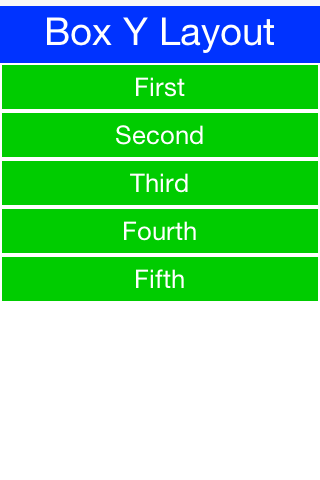 Box Y Layout
First
Second
Third
Fourth
Fifth